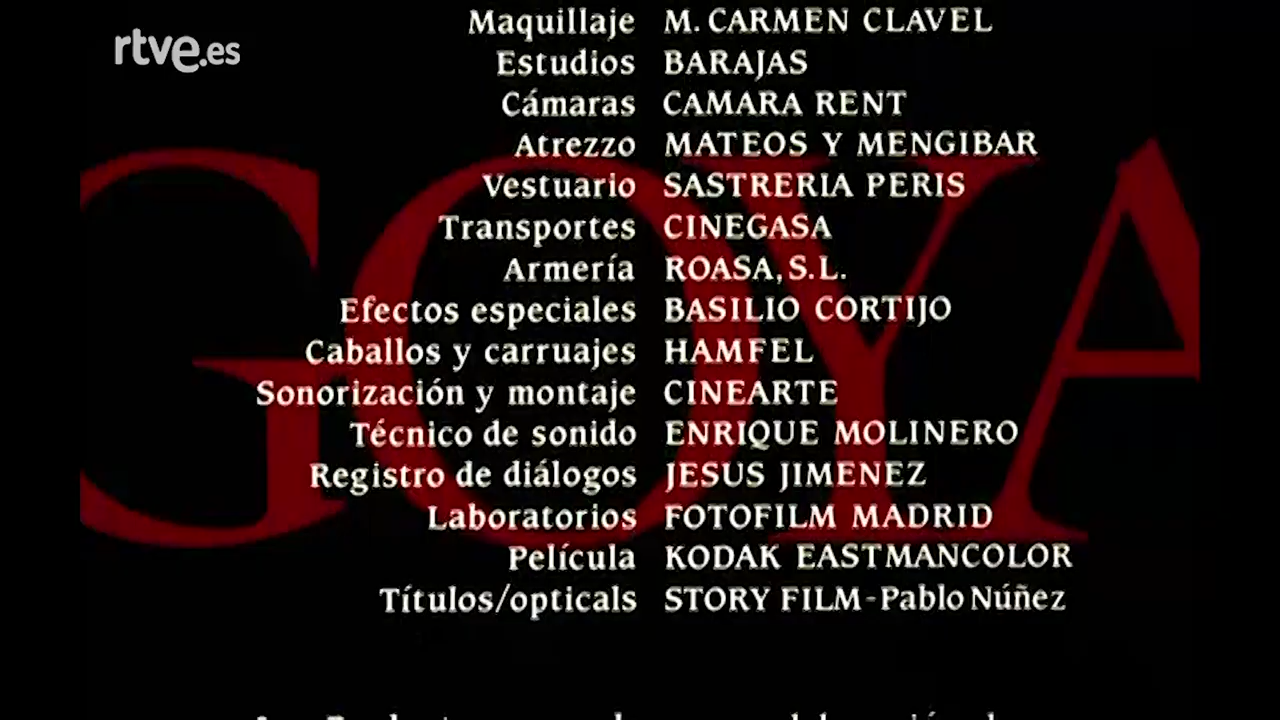 rtve.es
GOYA
Maquillaje M. CARMEN CLAVEL
Estudios BARAJAS
Cámaras CAMARA RENT
Atrezzo MATEOS Y MENGIBAR
Vestuario SASTRERIA PERIS
Transportes CINEGASA
Armería ROASA, S.L.
Efectos especiales BASILIO CORTIJO
Caballos y carruajes HAMFEL
Sonorización y montaje CINEARTE
Técnico de sonido ENRIQUE MOLINERO
Registro de diálogos JESUS JIMENEZ
Laboratorios FOTOFILM MADRID
Película KODAK EASTMANCOLOR
Títulos/opticals STORY FILM-Pablo Núñez